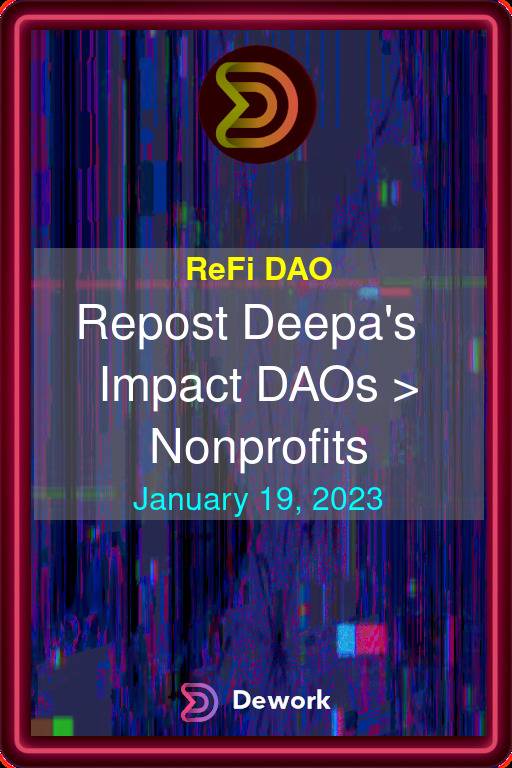 ReFi DAO
Repost Deepa's
Impact DAOs >
Nonprofits
January 19, 2023
Dework